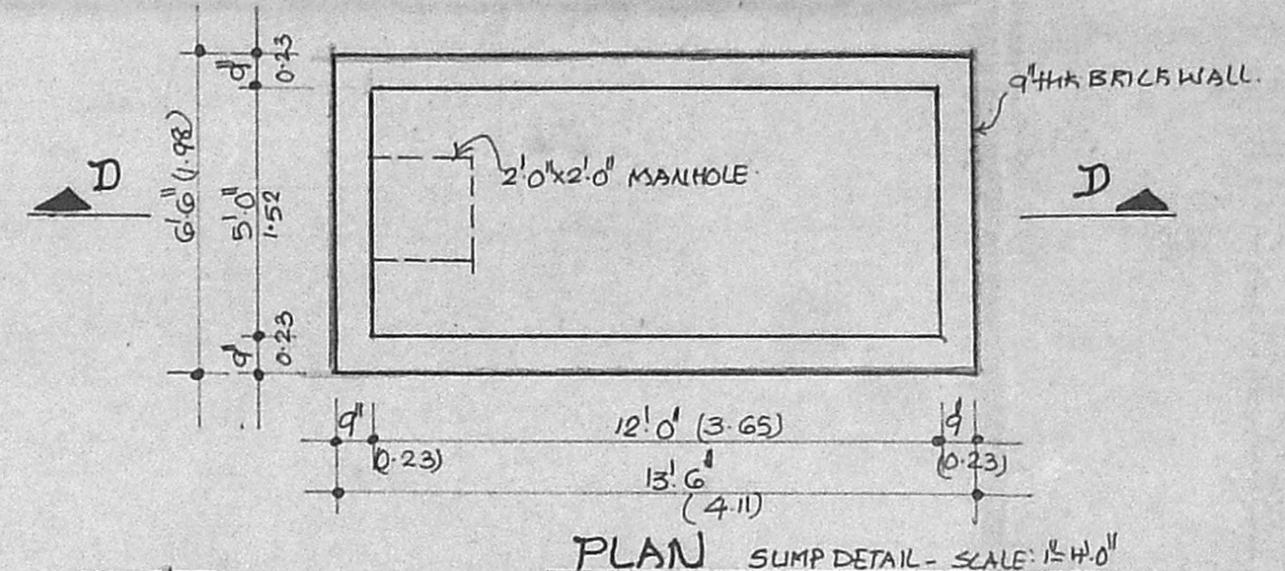 9"
0.23
9"THK BRICK WALL.
6'6" (1.98)
5'0"
1.52
2'0"x2'0" MANHOLE
D
D
9"
0.23
9"
12'0" (3.65)
9"
(0.23)
(0.23)
13'6"
(4.11)
PLAN SUMP DETAIL - SCALE: 1"=4'.0"